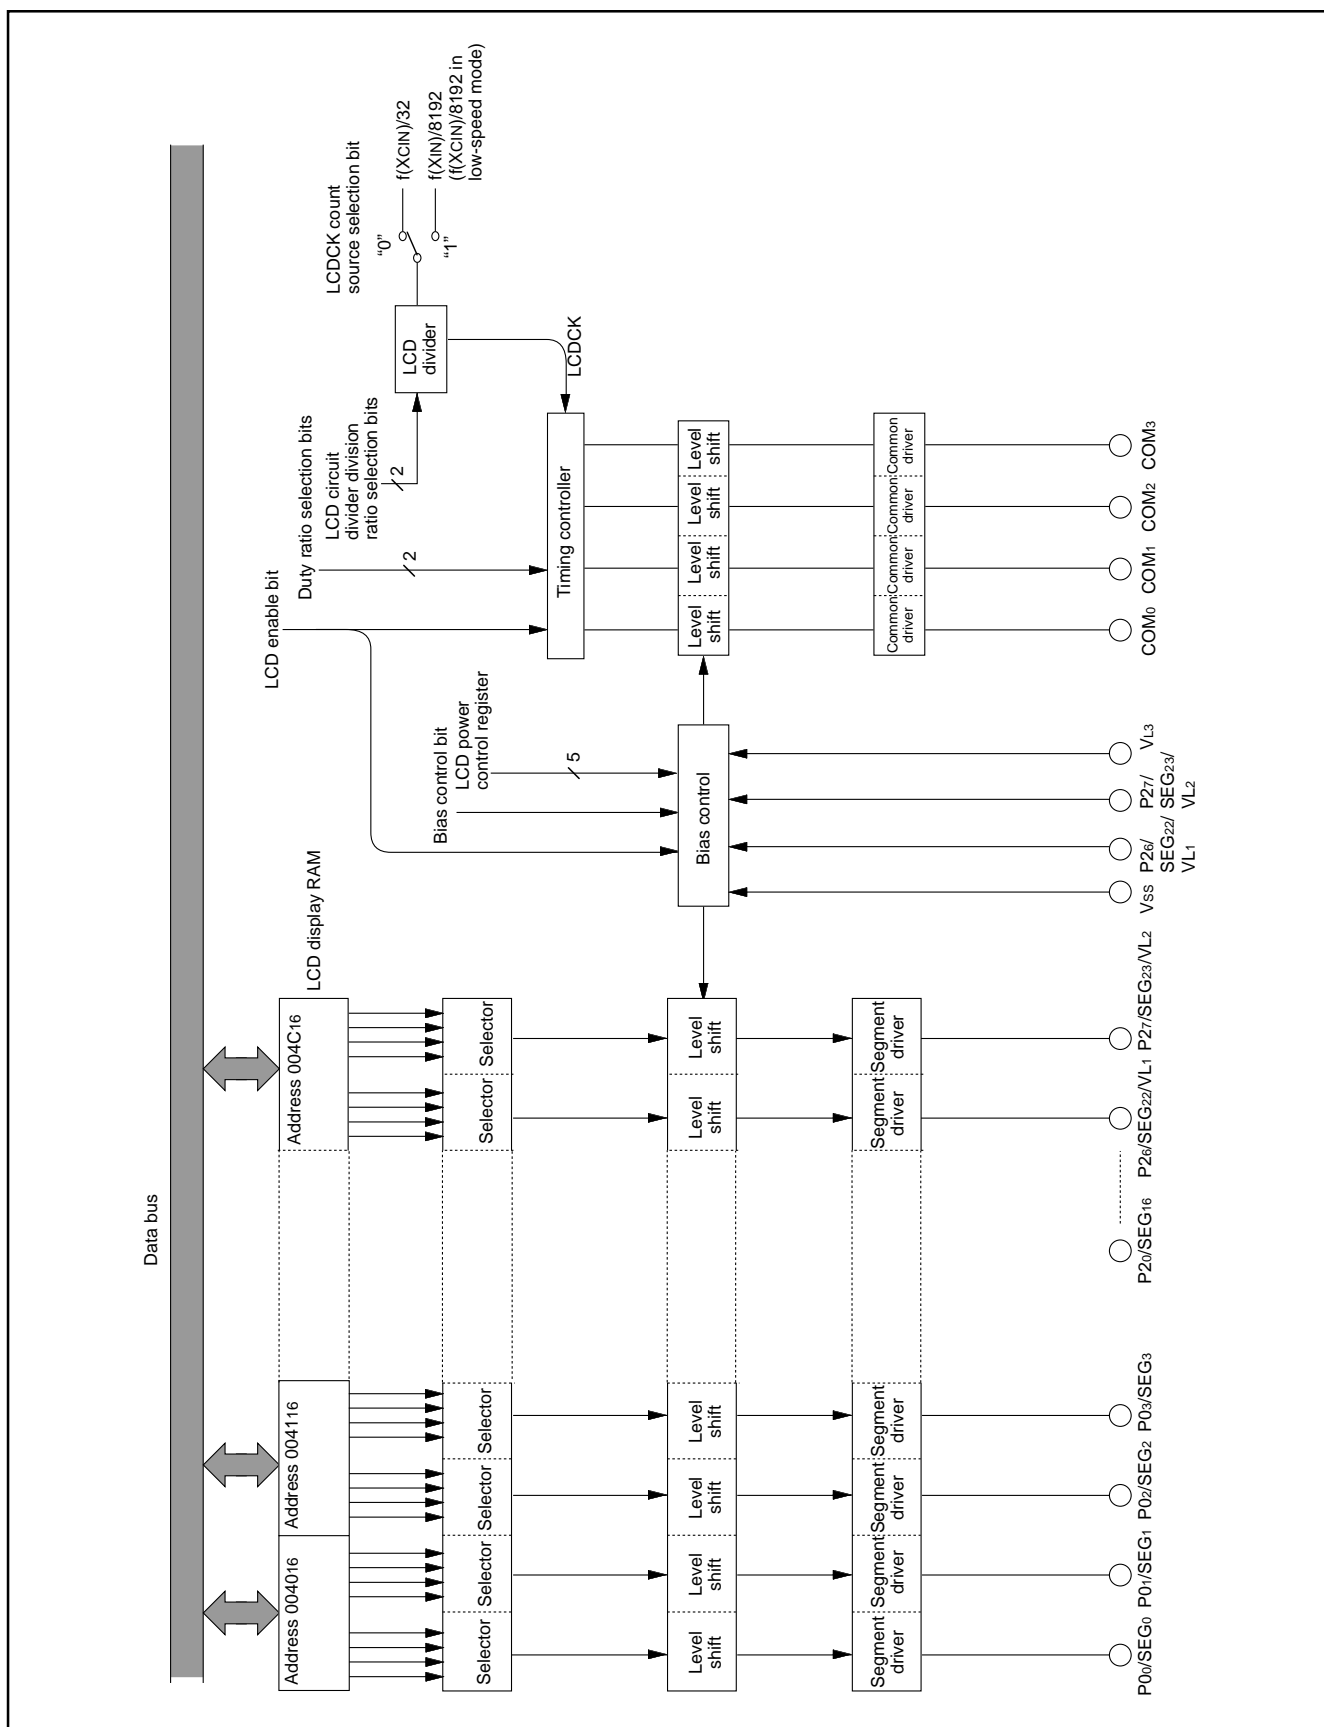 Data bus
Address 004016
Address 004116
Address 004C16
LCD display RAM
Selector
Selector
Selector
Selector
Selector
Selector
Level
shift
Level
shift
Level
shift
Level
shift
Level
shift
Level
shift
Segment
driver
Segment
driver
Segment
driver
Segment
driver
Segment
driver
Segment
driver
P00/SEG0
P01/SEG1
P02/SEG2
P03/SEG3
P20/SEG16
P26/SEG22/VL1
P27/SEG23/VL2
LCD enable bit
Duty ratio selection bits
2
LCD circuit
divider division
ratio selection bits
2
LCDCK count
source selection bit
“0”
“1”
f(XCIN)/32
f(XIN)/8192
(f(XCIN)/8192 in
low-speed mode)
LCD
divider
LCDCK
Bias control bit
LCD power
control register
5
Timing controller
Bias control
Level
shift
Level
shift
Level
shift
Level
shift
Common
driver
Common
driver
Common
driver
Common
driver
VSS
P26/
SEG22/
VL1
P27/
SEG23/
VL2
VL3
COM0
COM1
COM2
COM3